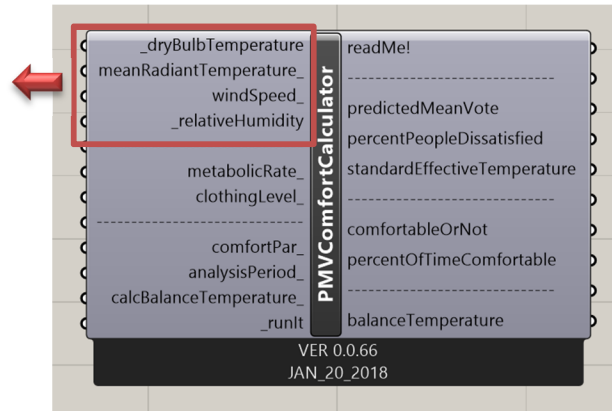 _dryBulbTemperature
meanRadiantTemperature_
windSpeed_
_relativeHumidity
metabolicRate_
clothingLevel_
--------------------------------
comfortPar_
analysisPeriod_
calcBalanceTemperature_
_runIt
PMVComfortCalculator
readMe!
--------------------------------
predictedMeanVote
percentPeopleDissatisfied
standardEffectiveTemperature
--------------------------------
comfortableOrNot
percentOfTimeComfortable
--------------------------------
balanceTemperature
VER 0.0.66
JAN_20_2018